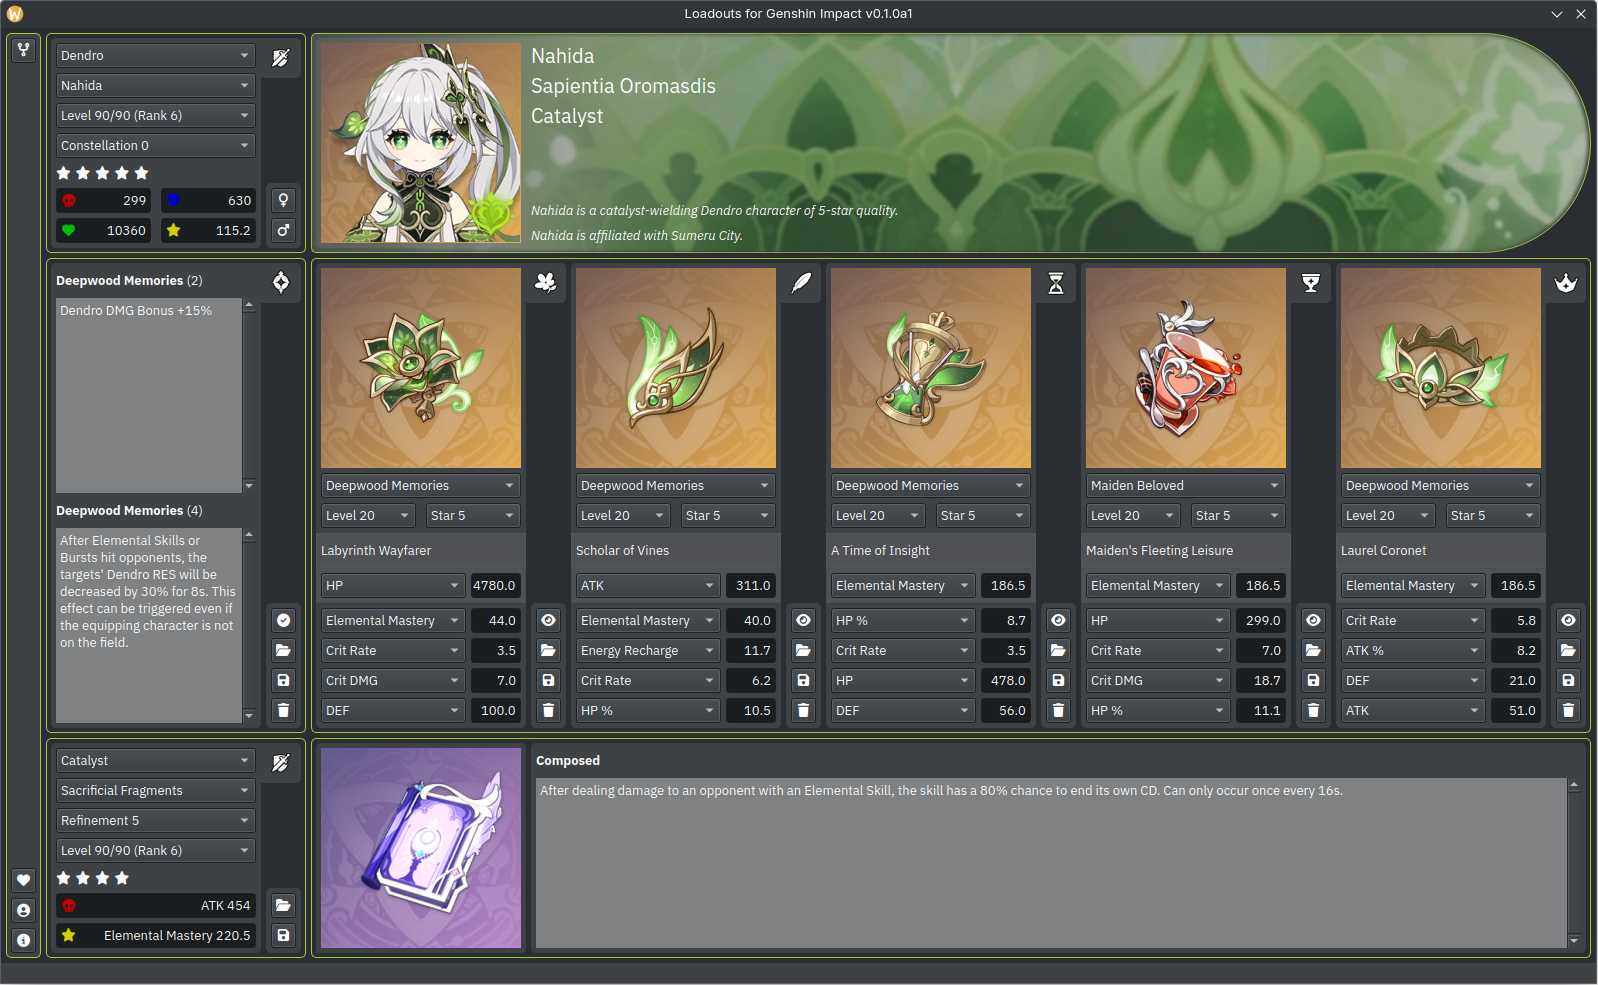 Loadouts for Genshin Impact v0.1.0a1
Dendro
Nahida
Level 90/90 (Rank 6)
Constellation 0
299
630
10360
115.2
Nahida
Sapientia Oromasdis
Catalyst
Nahida is a catalyst-wielding Dendro character of 5-star quality.
Nahida is affiliated with Sumeru City.
Deepwood Memories (2)
Dendro DMG Bonus +15%
Deepwood Memories (4)
After Elemental Skills or
Bursts hit opponents, the
targets' Dendro RES will be
decreased by 30% for 8s. This
effect can be triggered even if
the equipping character is not
on the field.
Deepwood Memories
Level 20
Star 5
Labyrinth Wayfarer
HP
4780.0
Elemental Mastery
44.0
Crit Rate
3.5
Crit DMG
7.0
DEF
100.0
Deepwood Memories
Level 20
Star 5
Scholar of Vines
ATK
311.0
Elemental Mastery
40.0
Energy Recharge
11.7
Crit Rate
6.2
HP %
10.5
Deepwood Memories
Level 20
Star 5
A Time of Insight
Elemental Mastery
186.5
HP %
8.7
Crit Rate
3.5
HP
478.0
DEF
56.0
Maiden Beloved
Level 20
Star 5
Maiden's Fleeting Leisure
Elemental Mastery
186.5
HP
299.0
Crit Rate
7.0
Crit DMG
18.7
HP %
11.1
Deepwood Memories
Level 20
Star 5
Laurel Coronet
Elemental Mastery
186.5
Crit Rate
5.8
ATK %
8.2
DEF
21.0
ATK
51.0
Catalyst
Sacrificial Fragments
Refinement 5
Level 90/90 (Rank 6)
ATK 454
Elemental Mastery 220.5
Composed
After dealing damage to an opponent with an Elemental Skill, the skill has a 80% chance to end its own CD. Can only occur once every 16s.